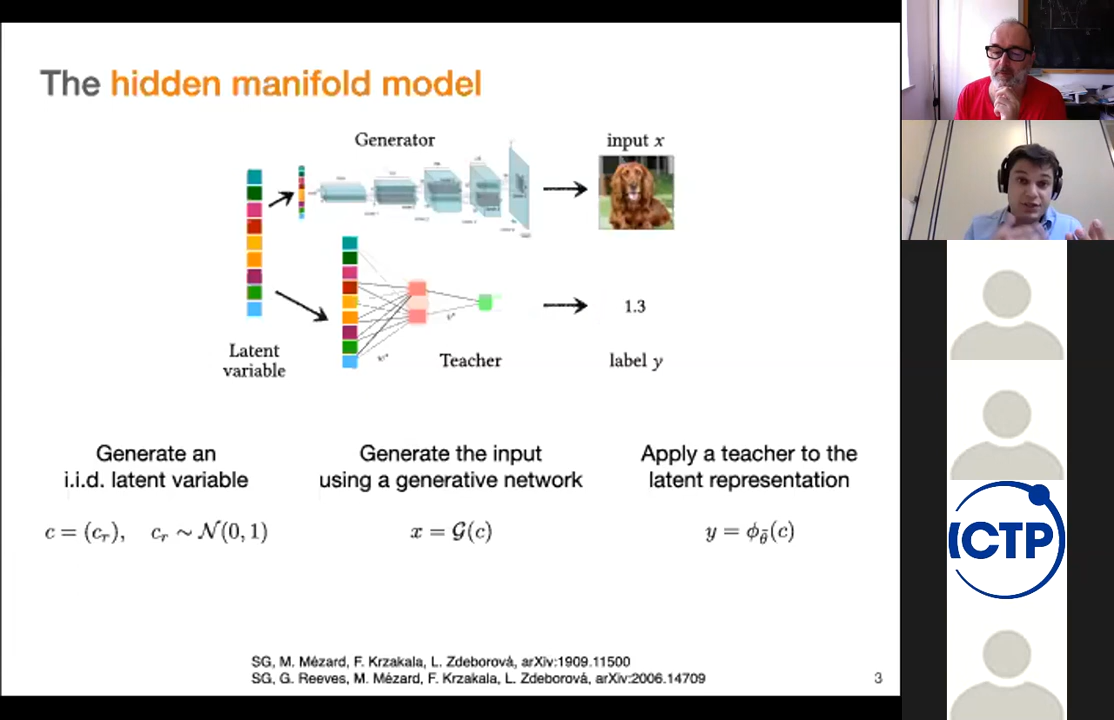 The hidden manifold model
Generator
input x
1.3
Latent
variable
Teacher
label y
Generate an
i.i.d. latent variable
c = (cᵣ), cᵣ ∼ 𝒩(0, 1)
Generate the input
using a generative network
x = 𝒢(c)
Apply a teacher to the
latent representation
y = ϕ_θ̃(c)
SG, M. Mézard, F. Krzakala, L. Zdeborová, arXiv:1909.11500
SG, G. Reeves, M. Mézard, F. Krzakala, L. Zdeborová, arXiv:2006.14709
3
ICTP